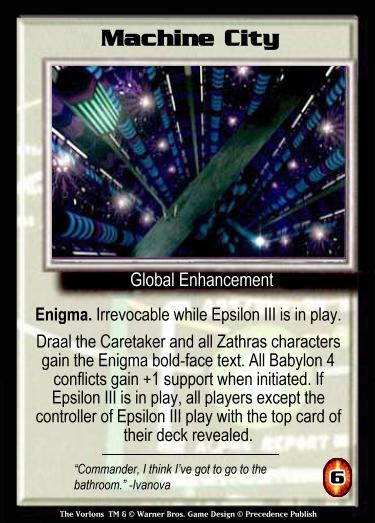 Machine City
Global Enhancement
Enigma. Irrevocable while Epsilon III is in play.
Draal the Caretaker and all Zathras characters
gain the Enigma bold-face text. All Babylon 4
conflicts gain +1 support when initiated. If
Epsilon III is in play, all players except the
controller of Epsilon III play with the top card of
their deck revealed.
"Commander, I think I've got to go to the
bathroom." -Ivanova
6
The Vorlons TM & © Warner Bros. Game Design © Precedence Publish